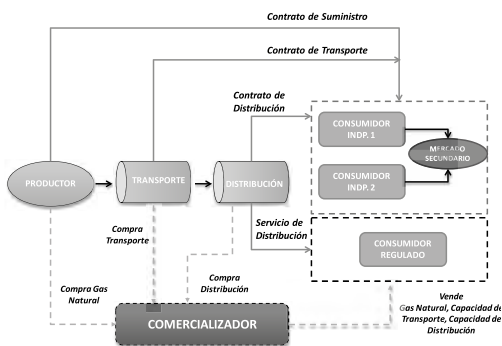 Contrato de Suministro
Contrato de Transporte
Contrato de
Distribución
CONSUMIDOR
INDP. 1
MERCADO
SECUNDARIO
CONSUMIDOR
INDP. 2
PRODUCTOR
TRANSPORTE
DISTRIBUCIÓN
Servicio de
Distribución
CONSUMIDOR
REGULADO
Compra
Transporte
Compra
Distribución
Compra Gas
Natural
COMERCIALIZADOR
Vende
Gas Natural, Capacidad de
Transporte, Capacidad de
Distribución